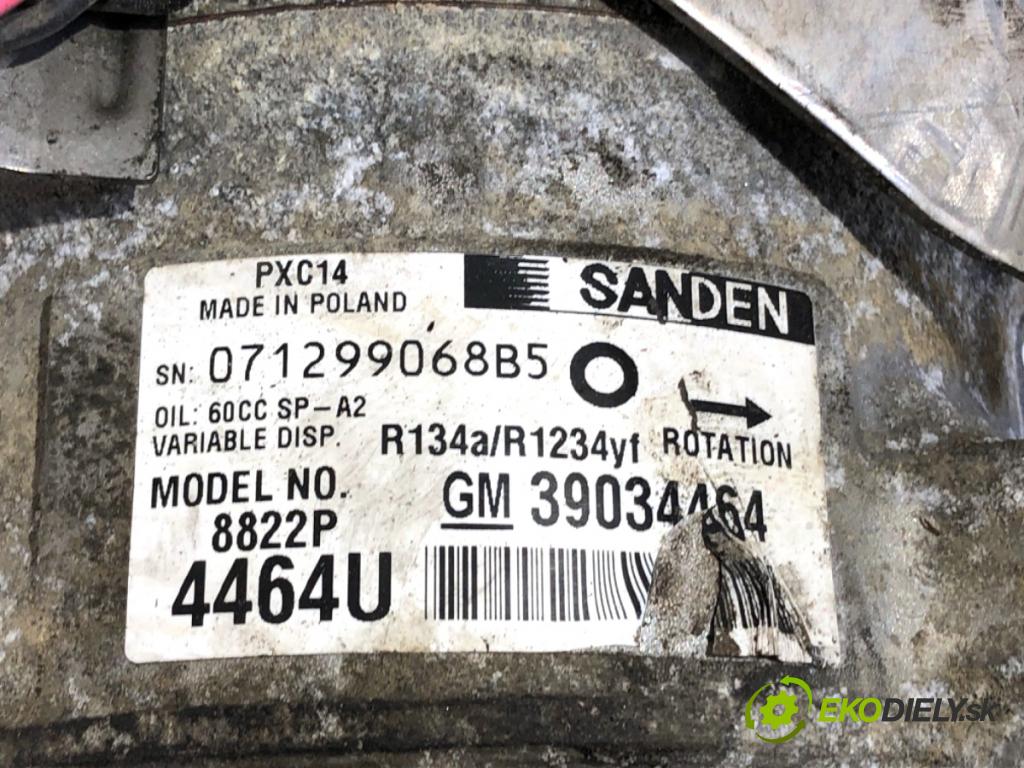 PXC14
MADE IN POLAND
SANDEN
SN: 071299068B5
OIL: 60CC SP-A2
VARIABLE DISP.
R134a/R1234yf
ROTATION
MODEL NO.
8822P
GM 39034464
4464U
EKODIELY.sk